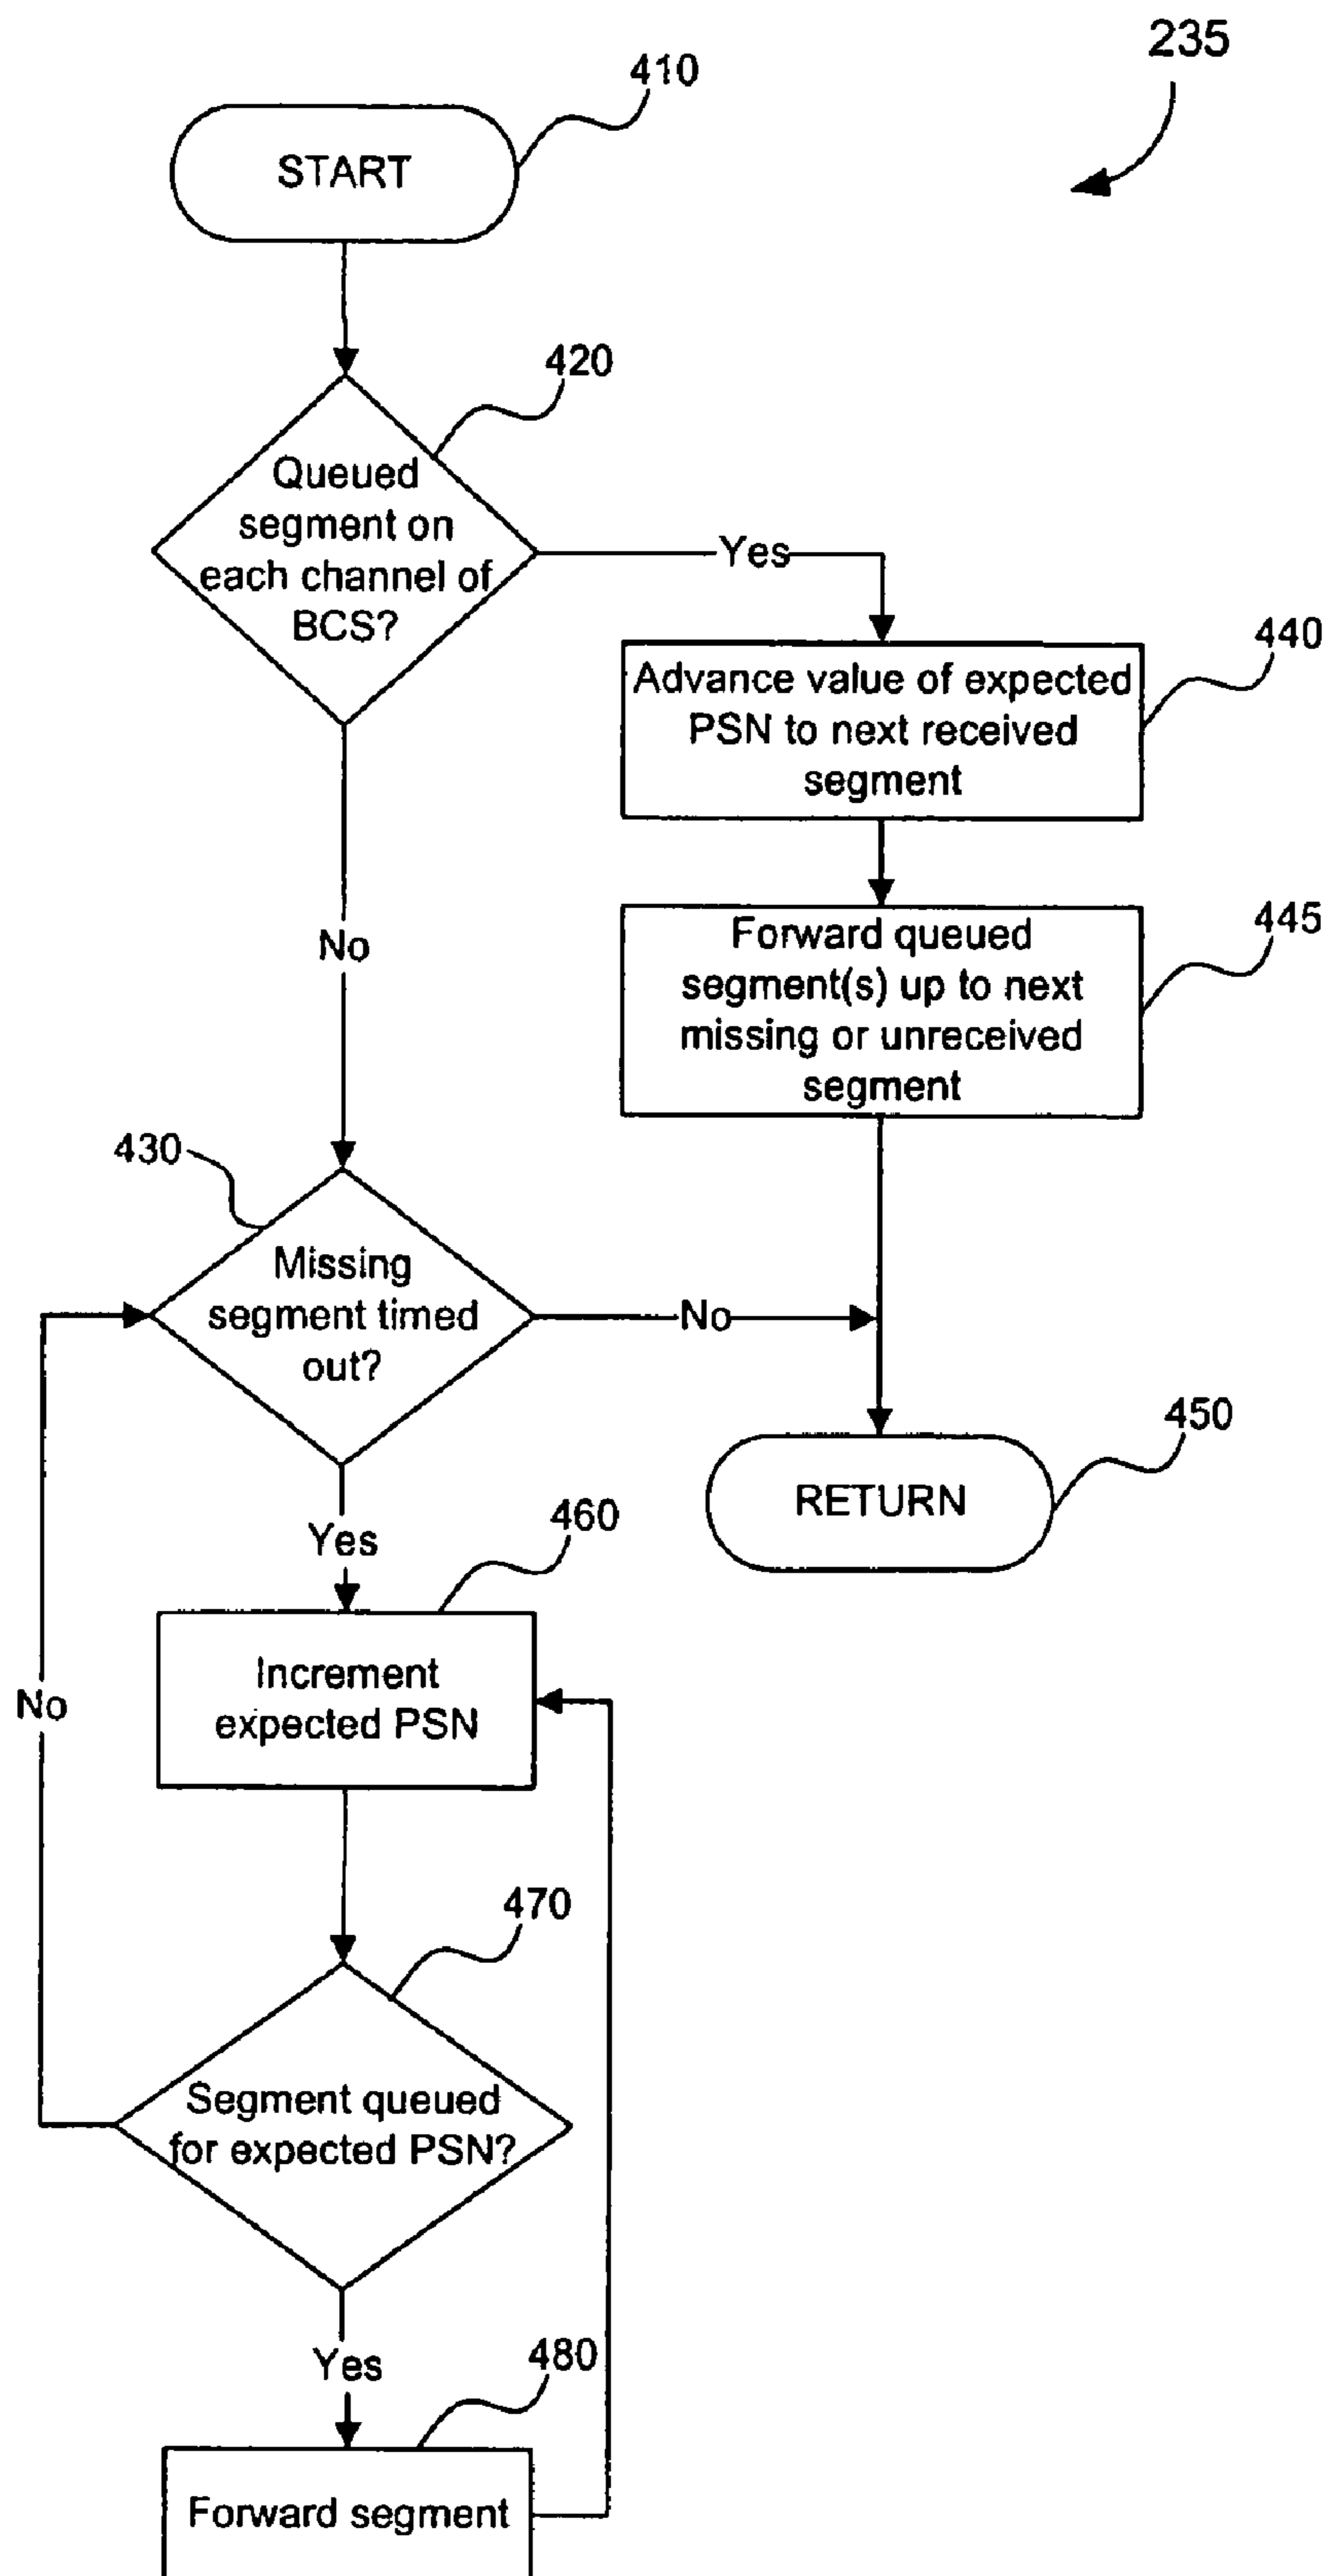 235
410
START
420
Queued
segment on
each channel of
BCS?
Yes
440
Advance value of expected
PSN to next received
segment
445
Forward queued
segment(s) up to next
missing or unreceived
segment
No
430
Missing
segment timed
out?
No
450
RETURN
Yes
460
Increment
expected PSN
No
470
Segment queued
for expected PSN?
Yes
480
Forward segment